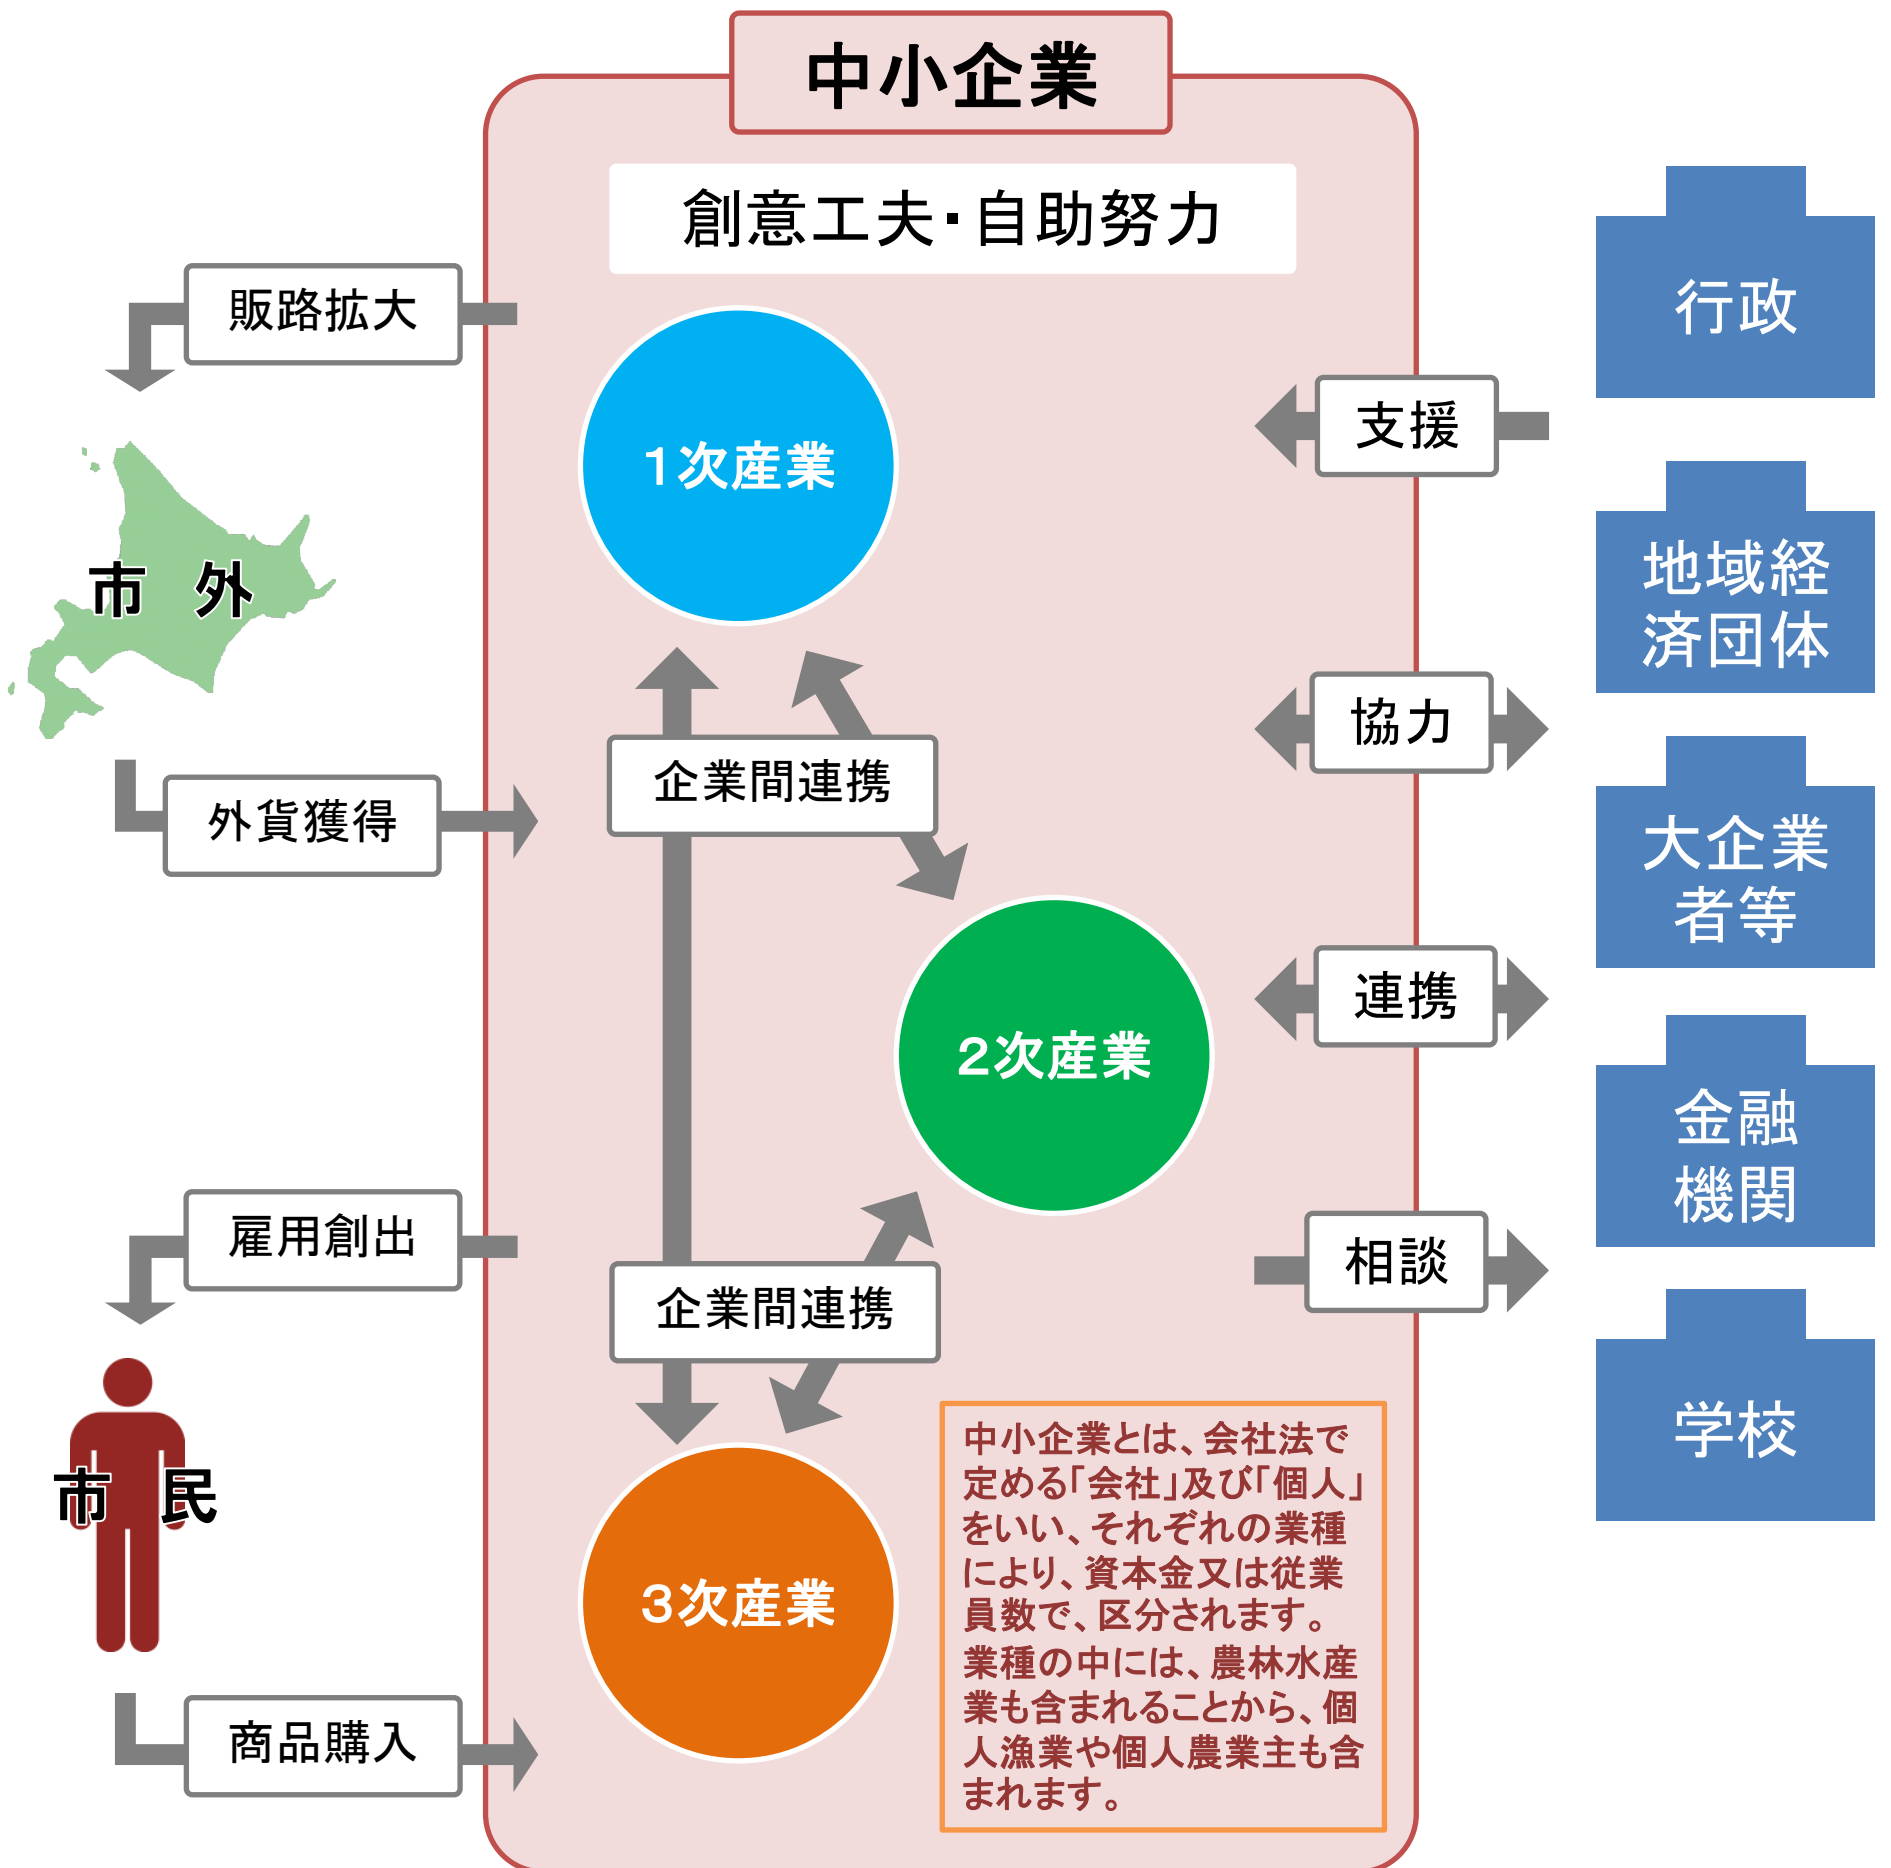 中小企業
創意工夫・自助努力
販路拡大
市　外
外貨獲得
雇用創出
市　民
商品購入
１次産業
企業間連携
２次産業
企業間連携
３次産業
中小企業とは、会社法で
定める「会社」及び「個人」
をいい、それぞれの業種
により、資本金又は従業
員数で、区分されます。
業種の中には、農林水産
業も含まれることから、個
人漁業や個人農業主も含
まれます。
支援
協力
連携
相談
行政
地域経
済団体
大企業
者等
金融
機関
学校